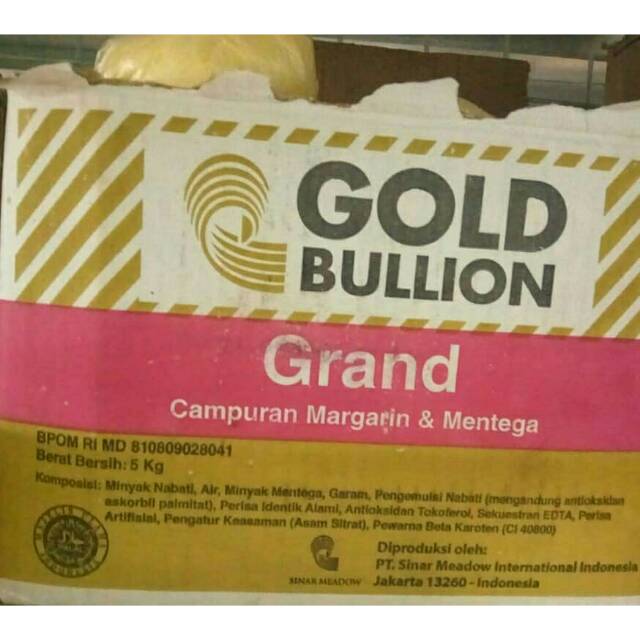 GOLD
BULLION
Grand
Campuran Margarin & Mentega
BPOM RI MD 810809028041
Berat Bersih: 5 Kg
Komposisi: Minyak Nabati, Air, Minyak Mentega, Garam, Pengemulsi Nabati (mengandung antioksidan
askorbil palmitat), Perisa Identik Alami, Antioksidan Tokoferol, Sekuestran EDTA, Perisa
Artifisial, Pengatur Keasaman (Asam Sitrat), Pewarna Beta Karoten (CI 40800)
SINAR MEADOW
Diproduksi oleh:
PT. Sinar Meadow International Indonesia
Jakarta 13260 - Indonesia